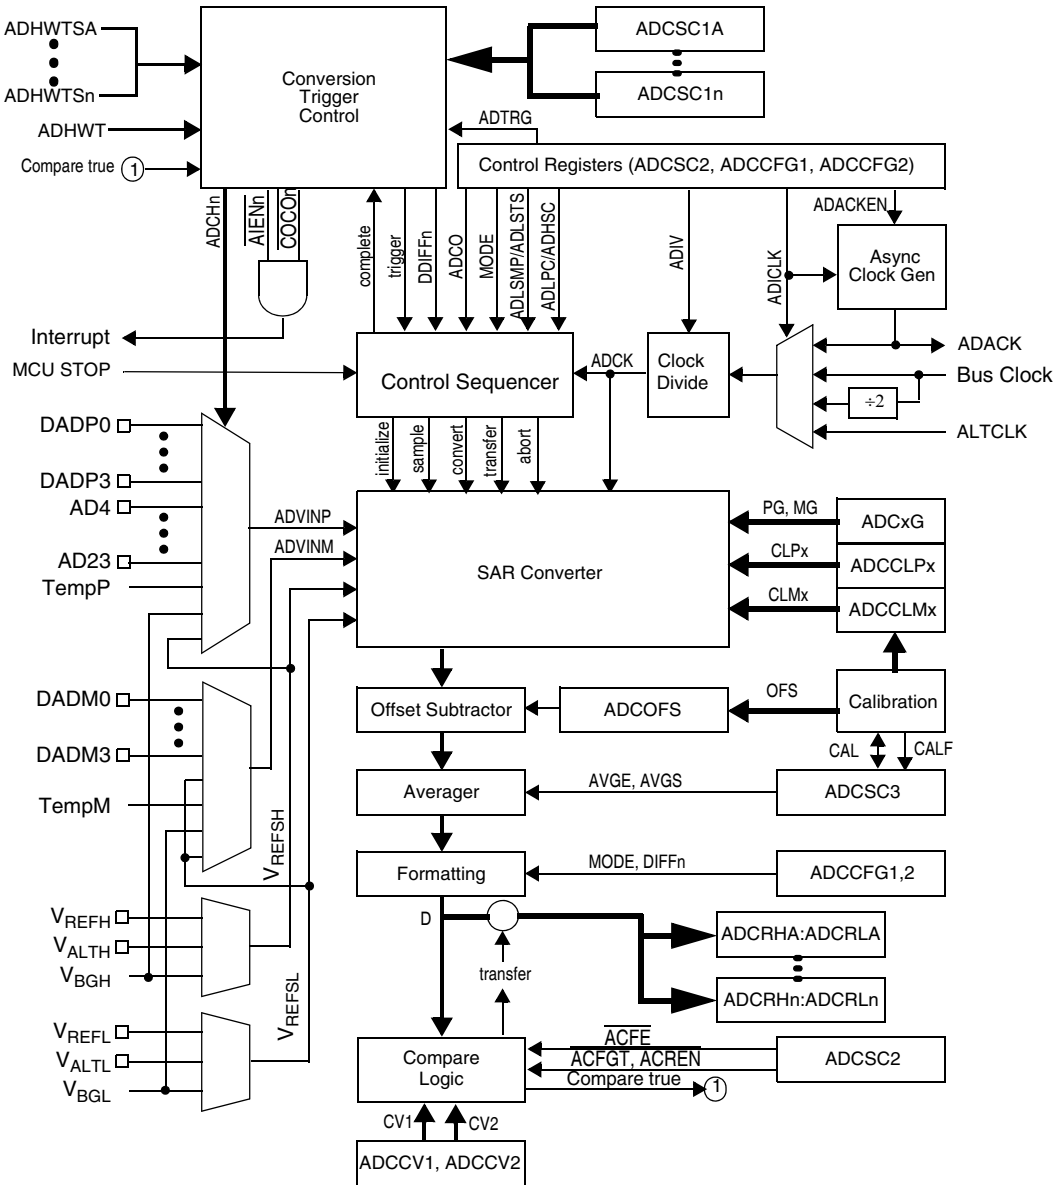 ADHWTSA
ADHWTSn
ADHWT
Compare true 1
Conversion
Trigger
Control
ADCSC1A
ADCSC1n
ADTRG
Control Registers (ADCSC2, ADCCFG1, ADCCFG2)
ADCHn
AIENn
COCOn
complete
trigger
DDIFFn
ADCO
MODE
ADLSMP/ADLSTS
ADLPC/ADHSC
ADIV
ADICLK
ADACKEN
Async
Clock Gen
Interrupt
MCU STOP
Control Sequencer
ADCK
Clock
Divide
ADACK
Bus Clock
÷2
ALTCLK
initialize
sample
convert
transfer
abort
DADP0
DADP3
AD4
AD23
TempP
ADVINP
ADVINM
SAR Converter
PG, MG
ADCxG
CLPx
ADCCLPx
CLMx
ADCCLMx
DADM0
DADM3
TempM
Offset Subtractor
ADCOFS
OFS
Calibration
CAL
CALF
Averager
AVGE, AVGS
ADCSC3
Formatting
MODE, DIFFn
ADCCFG1,2
VREFSH
VREFSL
VREFH
VALTH
VBGH
VREFL
VALTL
VBGL
D
transfer
ADCRHA:ADCRLA
ADCRHn:ADCRLn
Compare
Logic
ACFE
ACFGT, ACREN
Compare true 1
ADCSC2
CV1
CV2
ADCCV1, ADCCV2